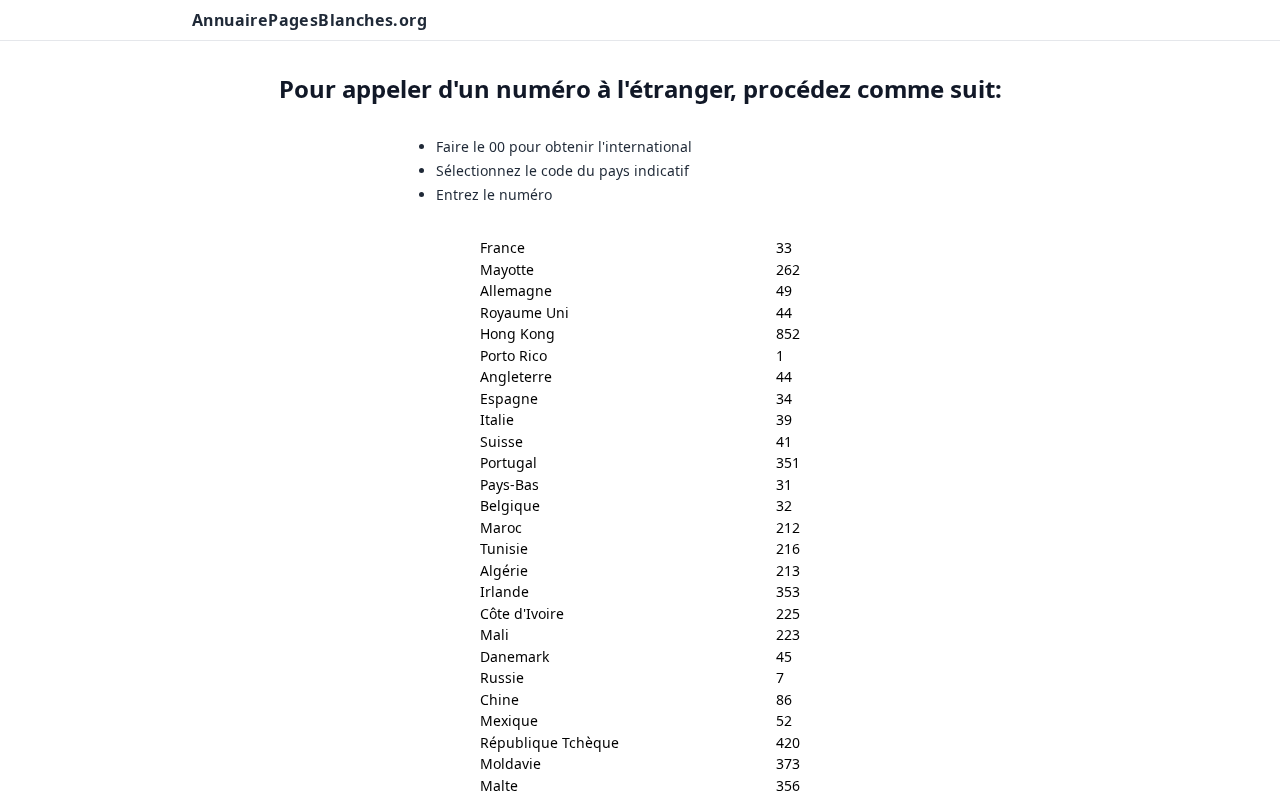 AnnuairePagesBlanches.org
Pour appeler d'un numéro à l'étranger, procédez comme suit:
Faire le 00 pour obtenir l'international
Sélectionnez le code du pays indicatif
Entrez le numéro
France 33
Mayotte 262
Allemagne 49
Royaume Uni 44
Hong Kong 852
Porto Rico 1
Angleterre 44
Espagne 34
Italie 39
Suisse 41
Portugal 351
Pays-Bas 31
Belgique 32
Maroc 212
Tunisie 216
Algérie 213
Irlande 353
Côte d'Ivoire 225
Mali 223
Danemark 45
Russie 7
Chine 86
Mexique 52
République Tchèque 420
Moldavie 373
Malte 356